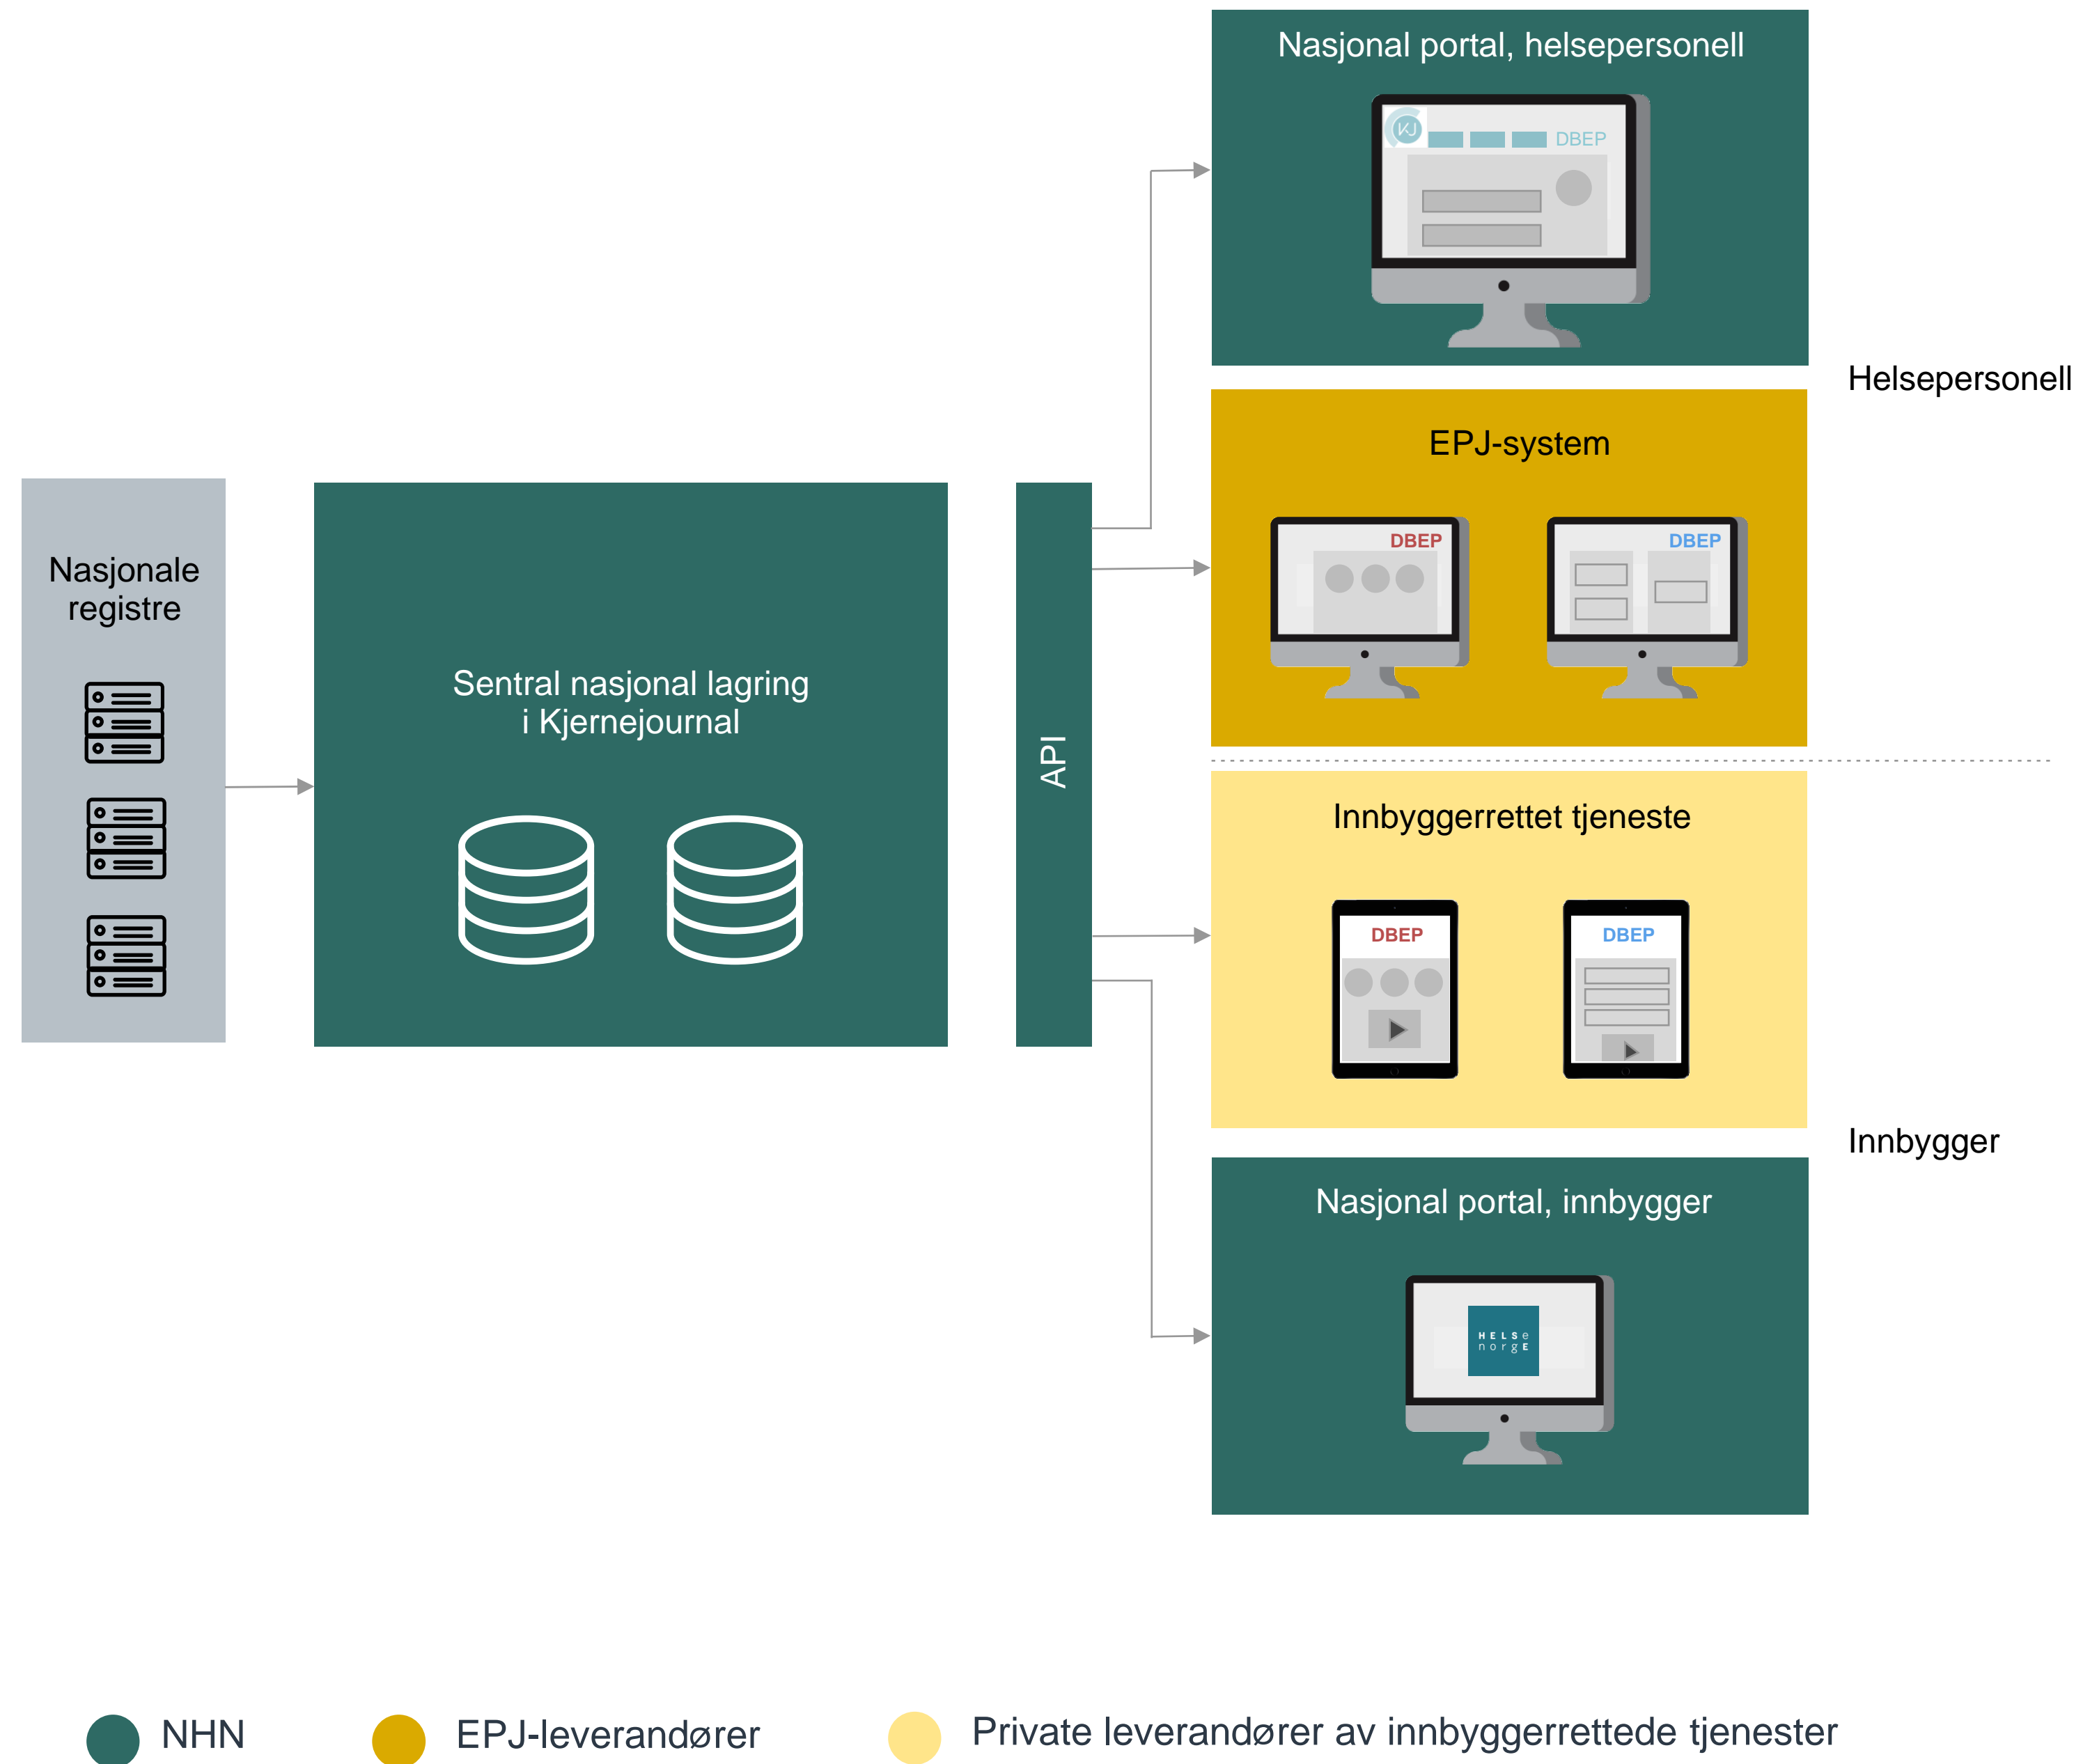 Nasjonal portal, helsepersonell
KJ
DBEP
Helsepersonell
EPJ-system
DBEP
DBEP
Nasjonale
registre
Sentral nasjonal lagring
i Kjernejournal
API
Innbyggerrettet tjeneste
DBEP
DBEP
Innbygger
Nasjonal portal, innbygger
HELSe
norgE
NHN
EPJ-leverandører
Private leverandører av innbyggerrettede tjenester